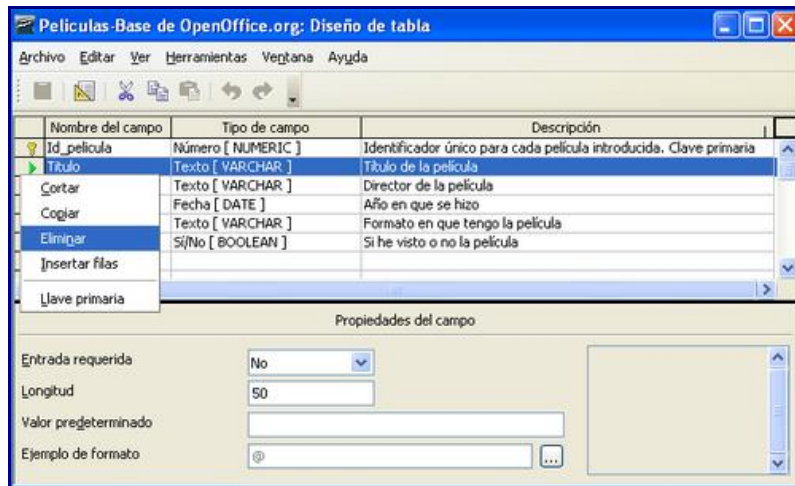 Peliculas-Base de OpenOffice.org: Diseño de tabla
Archivo Editar Ver Herramientas Ventana Ayuda
Nombre del campo Tipo de campo Descripción
Id_pelicula Número [ NUMERIC ] Identificador único para cada película introducida. Clave primaria
Titulo Texto [ VARCHAR ] Título de la película
Texto [ VARCHAR ] Director de la película
Cortar
Fecha [ DATE ] Año en que se hizo
Copiar
Texto [ VARCHAR ] Formato en que tengo la película
Eliminar
Sí/No [ BOOLEAN ] Si he visto o no la película
Insertar filas
Llave primaria
Propiedades del campo
Entrada requerida No
Longitud 50
Valor predeterminado
Ejemplo de formato @ ...